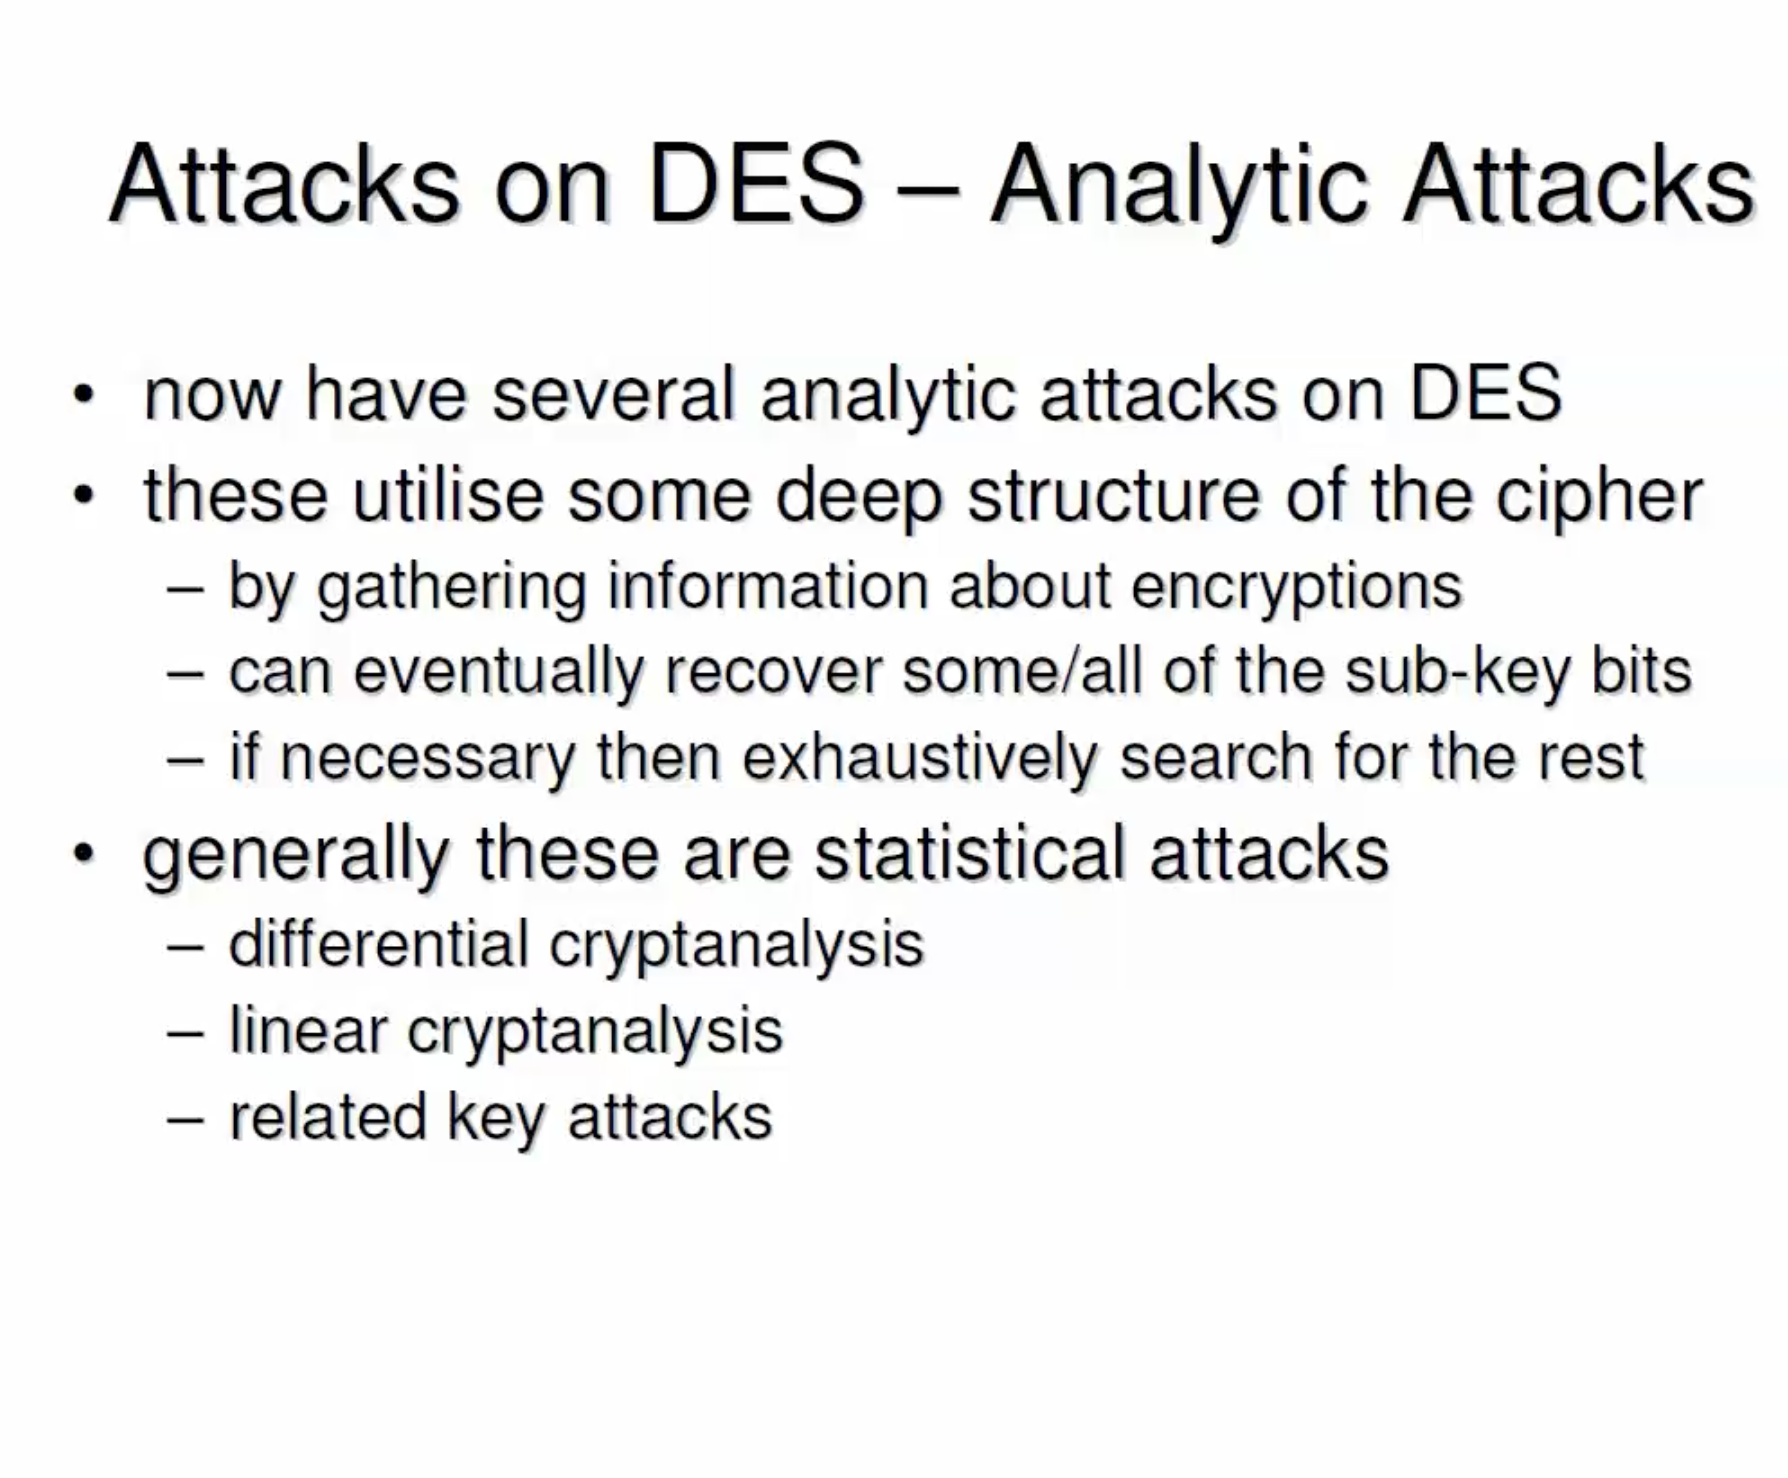 Attacks on DES – Analytic Attacks
• now have several analytic attacks on DES
• these utilise some deep structure of the cipher
– by gathering information about encryptions
– can eventually recover some/all of the sub-key bits
– if necessary then exhaustively search for the rest
• generally these are statistical attacks
– differential cryptanalysis
– linear cryptanalysis
– related key attacks